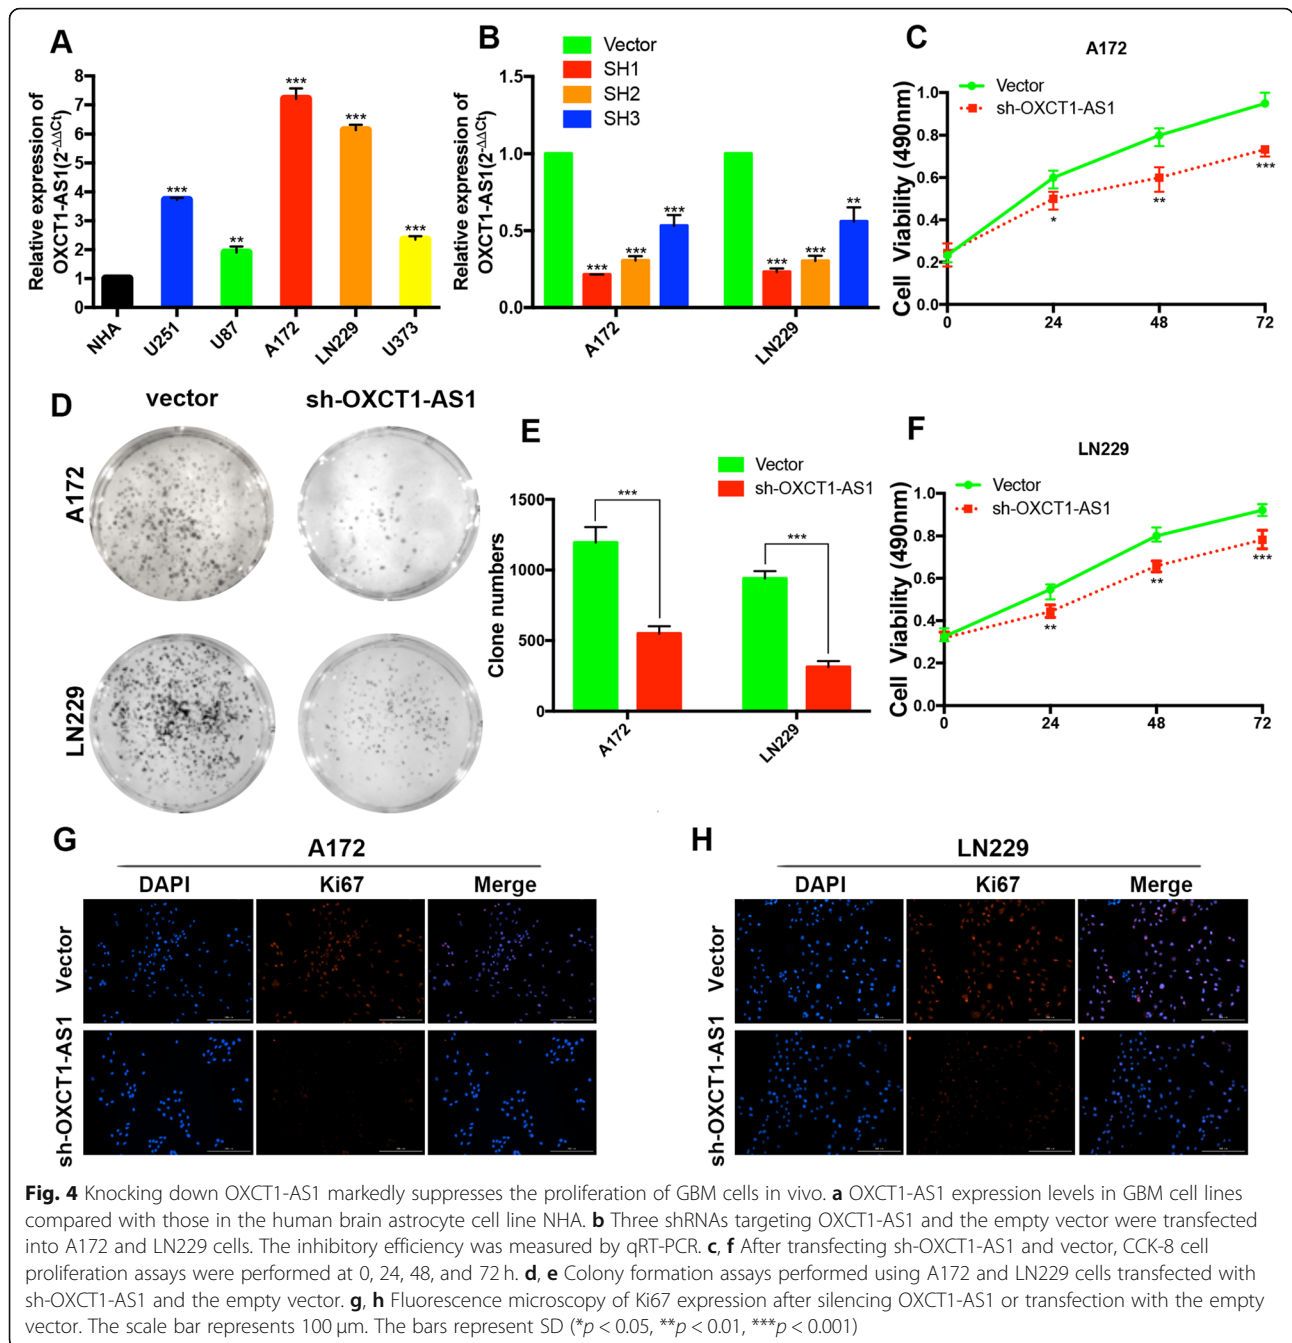 A
Relative expression of
OXCT1-AS1(2-ΔΔCt)
8
7
6
5
4
3
2
1
0
***
**
***
***
***
NHA
U251
U87
A172
LN229
U373
B
Vector
SH1
SH2
SH3
Relative expression of
OXCT1-AS1(2-ΔΔCt)
1.5
1.0
0.5
0.0
***
***
***
***
***
**
A172
LN229
C
A172
Vector
sh-OXCT1-AS1
Cell Viability (490nm)
1.0
0.8
0.6
0.4
0.2
0.0
*
**
***
0
24
48
72
D
vector
sh-OXCT1-AS1
A172
LN229
E
Vector
sh-OXCT1-AS1
Clone numbers
1500
1000
500
0
***
***
A172
LN229
F
LN229
Vector
sh-OXCT1-AS1
Cell Viability (490nm)
1.0
0.8
0.6
0.4
0.2
0.0
**
**
***
0
24
48
72
G
A172
DAPI
Ki67
Merge
Vector
sh-OXCT1-AS1
H
LN229
DAPI
Ki67
Merge
Vector
sh-OXCT1-AS1
Fig. 4 Knocking down OXCT1-AS1 markedly suppresses the proliferation of GBM cells in vivo. a OXCT1-AS1 expression levels in GBM cell lines
compared with those in the human brain astrocyte cell line NHA. b Three shRNAs targeting OXCT1-AS1 and the empty vector were transfected
into A172 and LN229 cells. The inhibitory efficiency was measured by qRT-PCR. c, f After transfecting sh-OXCT1-AS1 and vector, CCK-8 cell
proliferation assays were performed at 0, 24, 48, and 72 h. d, e Colony formation assays performed using A172 and LN229 cells transfected with
sh-OXCT1-AS1 and the empty vector. g, h Fluorescence microscopy of Ki67 expression after silencing OXCT1-AS1 or transfection with the empty
vector. The scale bar represents 100 μm. The bars represent SD (*p < 0.05, **p < 0.01, ***p < 0.001)